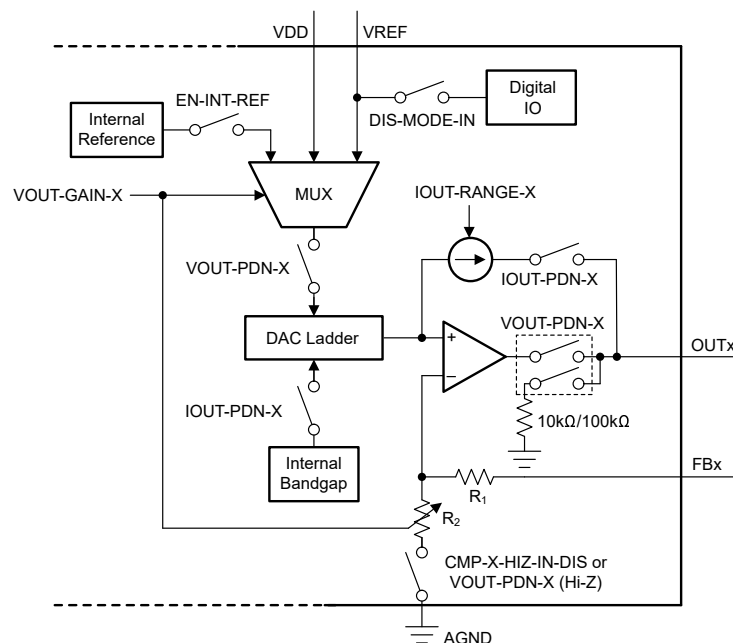 VDD
VREF
EN-INT-REF
Internal
Reference
DIS-MODE-IN
Digital
IO
VOUT-GAIN-X
MUX
IOUT-RANGE-X
VOUT-PDN-X
IOUT-PDN-X
DAC Ladder
+
–
VOUT-PDN-X
OUTx
IOUT-PDN-X
10kΩ/100kΩ
Internal
Bandgap
FBx
R1
R2
CMP-X-HIZ-IN-DIS or
VOUT-PDN-X (Hi-Z)
AGND